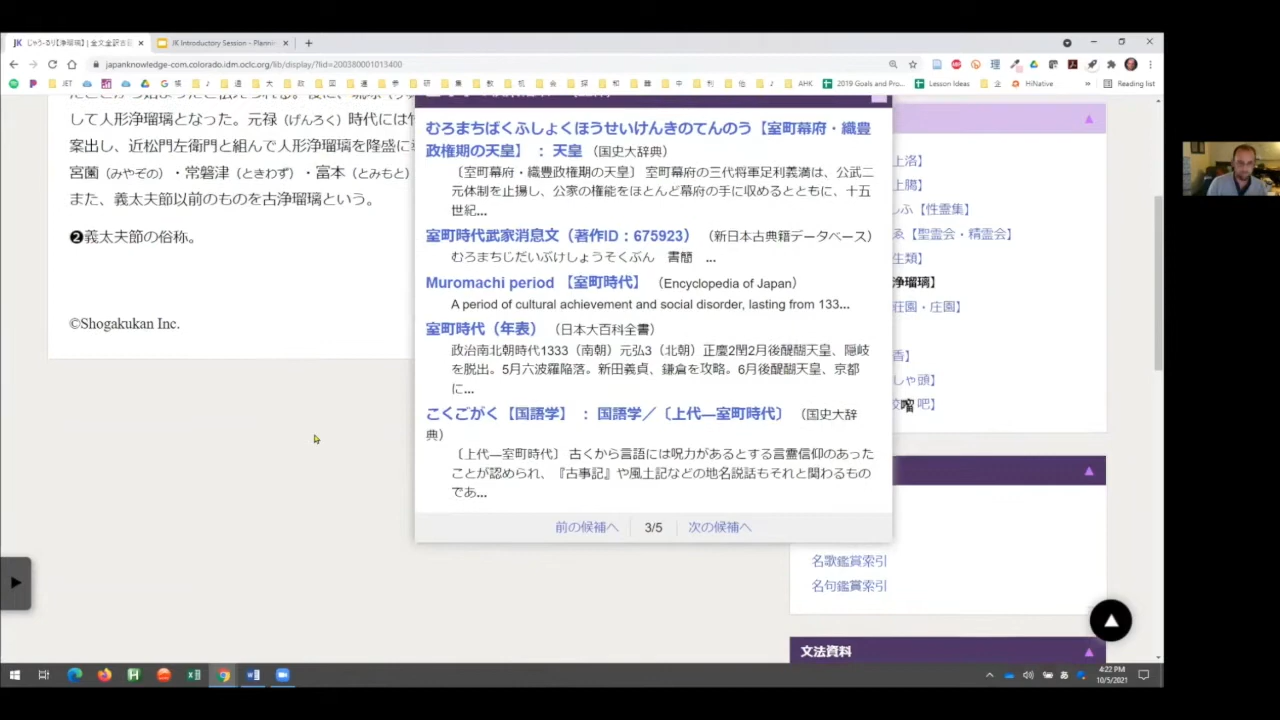 じゃうるり【浄瑠璃】 | 全文全訳古語
JK Introductory Session - Plannin
japanknowledge-com.colorado.idm.oclc.org/lib/display/?lid=200380001013400
JET
G
帳
AHK
2019 Goals and Pro...
Lesson Ideas
HiNative
Reading list
して人形浄瑠璃となった。元禄（げんろく）時代には竹
案出し、近松門左衛門と組んで人形浄瑠璃を隆盛に
宮薗（みやぞの）・常磐津（ときわず）・富本（とみもと）
また、義太夫節以前のものを古浄瑠璃という。
❷義太夫節の俗称。
©Shogakukan Inc.
むろまちばくふしょくほうせいけんきのてんのう【室町幕府・織豊
政権期の天皇】 ： 天皇 （国史大辞典）
〔室町幕府・織豊政権期の天皇〕 室町幕府の三代将軍足利義満は、公武二
元体制を止揚し、公家の権能をほとんど幕府の手に収めるとともに、十五
世紀...
室町時代武家消息文（著作ID：675923） （新日本古典籍データベース）
むろまちじだいぶけしょうそくぶん 書簡 ...
Muromachi period 【室町時代】 （Encyclopedia of Japan）
A period of cultural achievement and social disorder, lasting from 133...
室町時代（年表） （日本大百科全書）
政治南北朝時代1333（南朝）元弘3（北朝）正慶2閏2月後醍醐天皇、隠岐
を脱出。5月六波羅陥落。新田義貞、鎌倉を攻略。6月後醍醐天皇、京都
に...
こくごがく【国語学】 ： 国語学／〔上代―室町時代〕 （国史大辞
典）
〔上代―室町時代〕 古くから言語には呪力があるとする言霊信仰のあった
ことが認められ、『古事記』や風土記などの地名説話もそれと関わるもの
であ...
前の候補へ 3/5 次の候補へ
上洛】
上﨟】
ふ【性霊集】
ゑ【聖霊会・精霊会】
生類】
浄瑠璃】
荘園・庄園】
香】
しゃ頭】
吧】
名歌鑑賞索引
名句鑑賞索引
文法資料
4:22 PM
10/5/2021